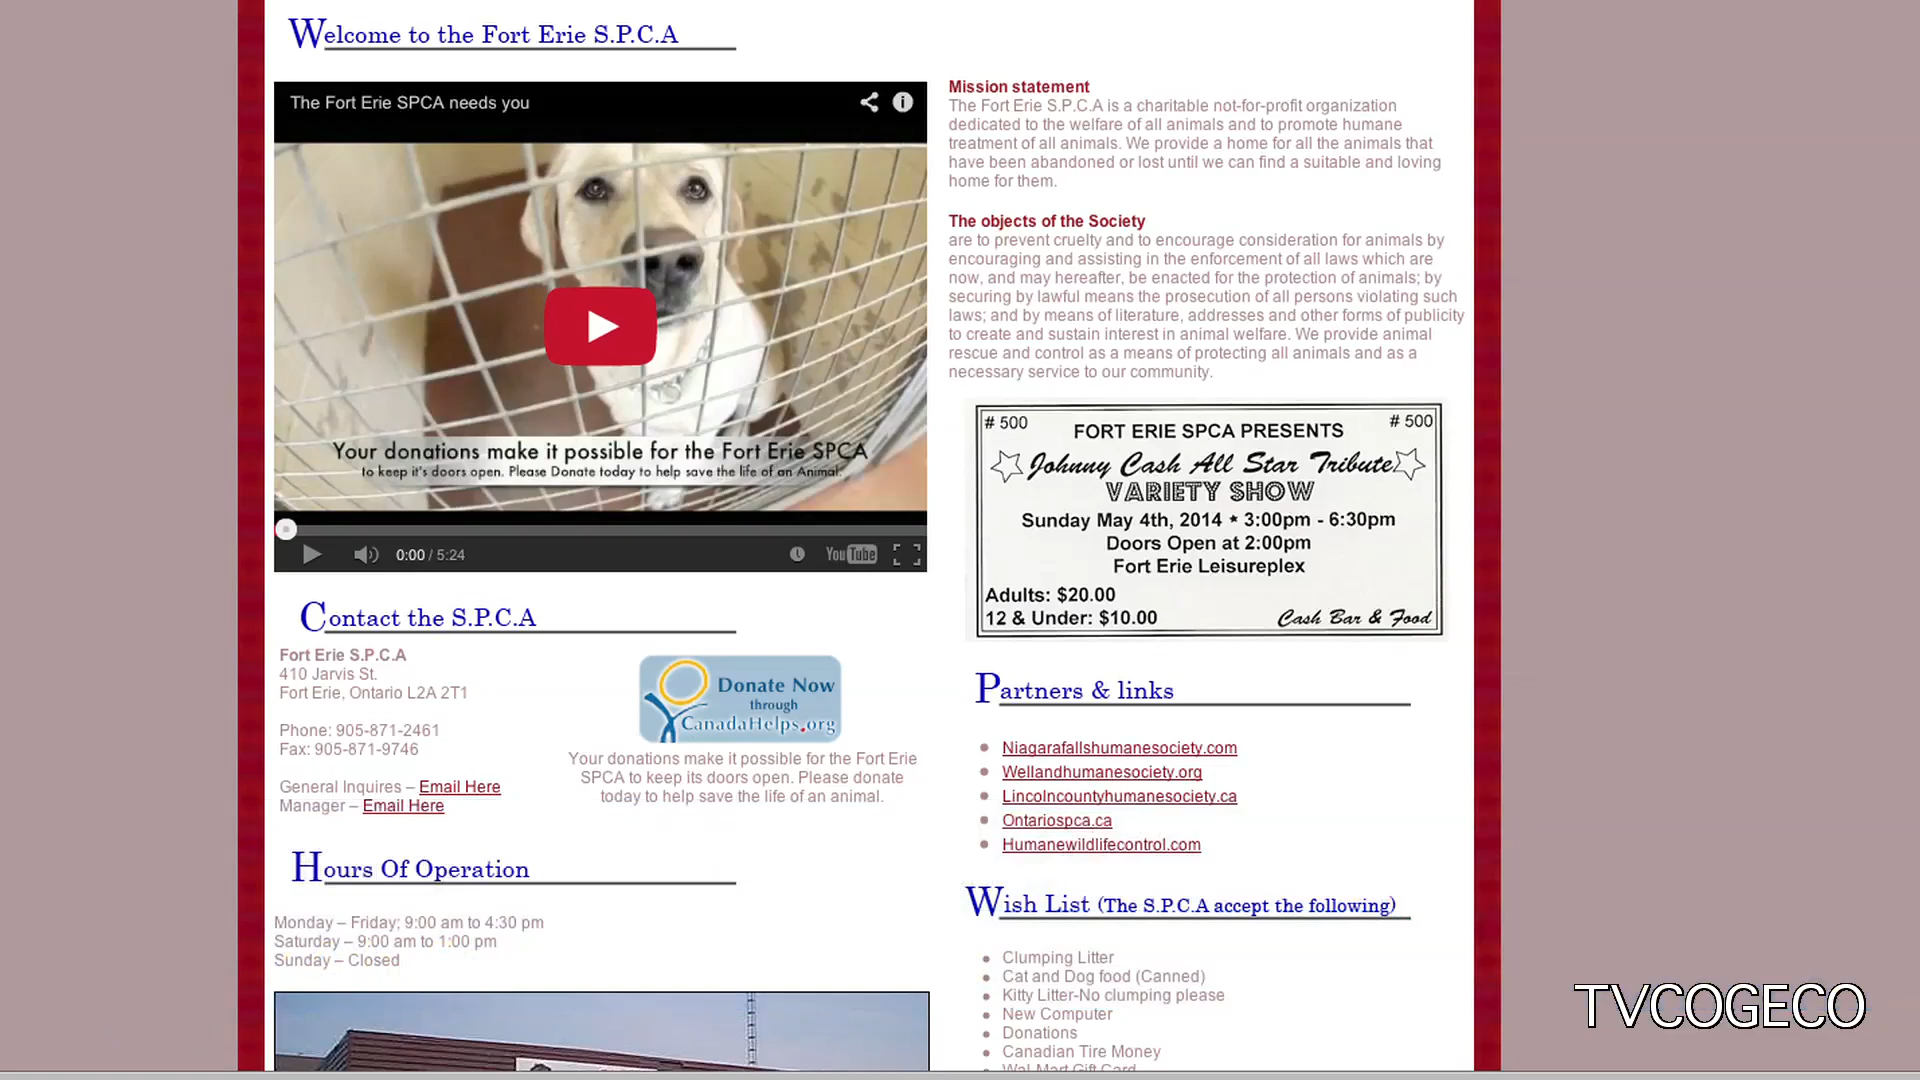 Welcome to the Fort Erie S.P.C.A
The Fort Erie SPCA needs you
Your donations make it possible for the Fort Erie SPCA
to keep it's doors open. Please Donate today to help save the life of an Animal.
0:00 / 5:24
YouTube
Contact the S.P.C.A
Fort Erie S.P.C.A
410 Jarvis St.
Fort Erie, Ontario L2A 2T1
Phone: 905-871-2461
Fax: 905-871-9746
General Inquires – Email Here
Manager – Email Here
Donate Now
through
CanadaHelps.org
Your donations make it possible for the Fort Erie
SPCA to keep its doors open. Please donate
today to help save the life of an animal.
Hours Of Operation
Monday – Friday; 9:00 am to 4:30 pm
Saturday – 9:00 am to 1:00 pm
Sunday – Closed
Mission statement
The Fort Erie S.P.C.A is a charitable not-for-profit organization
dedicated to the welfare of all animals and to promote humane
treatment of all animals. We provide a home for all the animals that
have been abandoned or lost until we can find a suitable and loving
home for them.
The objects of the Society
are to prevent cruelty and to encourage consideration for animals by
encouraging and assisting in the enforcement of all laws which are
now, and may hereafter, be enacted for the protection of animals; by
securing by lawful means the prosecution of all persons violating such
laws; and by means of literature, addresses and other forms of publicity
to create and sustain interest in animal welfare. We provide animal
rescue and control as a means of protecting all animals and as a
necessary service to our community.
# 500 FORT ERIE SPCA PRESENTS # 500
Johnny Cash All Star Tribute
VARIETY SHOW
Sunday May 4th, 2014 * 3:00pm - 6:30pm
Doors Open at 2:00pm
Fort Erie Leisureplex
Adults: $20.00
12 & Under: $10.00 Cash Bar & Food
Partners & links
Niagarafallshumanesociety.com
Wellandhumanesociety.org
Lincolncountyhumanesociety.ca
Ontariospca.ca
Humanewildlifecontrol.com
Wish List (The S.P.C.A accept the following)
Clumping Litter
Cat and Dog food (Canned)
Kitty Litter-No clumping please
New Computer
Donations
Canadian Tire Money
Wal-Mart Gift Card
TVCOGECO